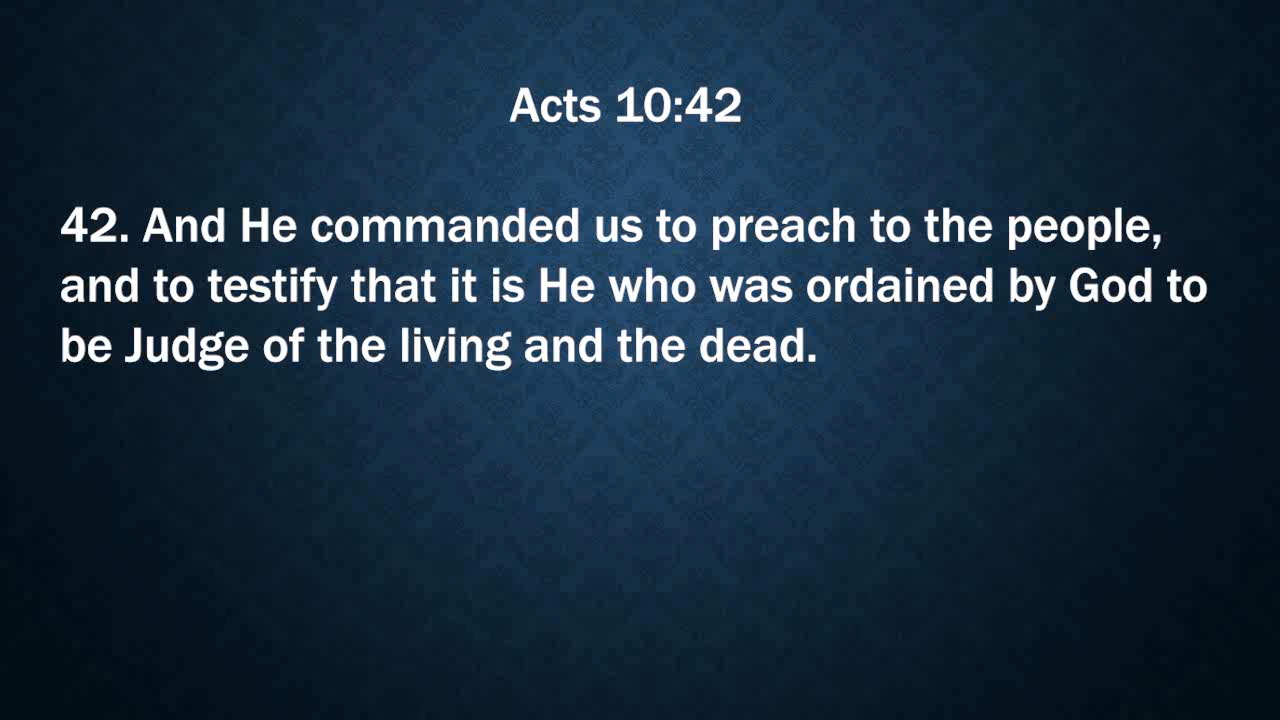 Acts 10:42
42. And He commanded us to preach to the people,
and to testify that it is He who was ordained by God to
be Judge of the living and the dead.